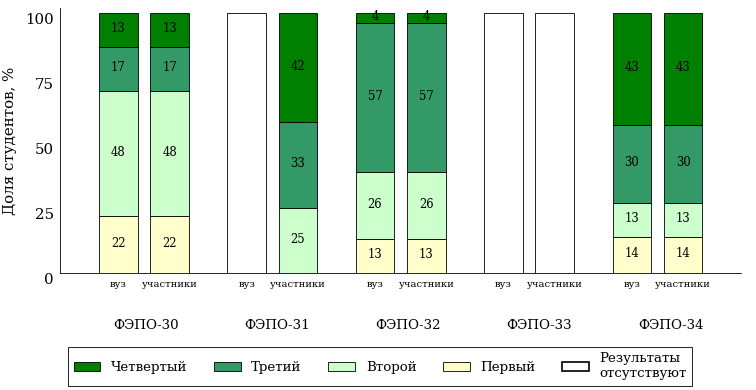 Доля студентов, %
100
75
50
25
0
13 13 42 4 4 43 43
17 17 33 57 57 30 30
48 48 25 26 26 13 13
22 22 13 13 14 14
вуз участники вуз участники вуз участники вуз участники вуз участники
ФЭПО-30 ФЭПО-31 ФЭПО-32 ФЭПО-33 ФЭПО-34
Четвертый Третий Второй Первый Результаты
отсутствуют